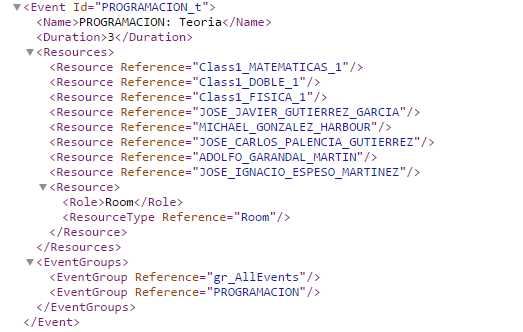 <Event Id="PROGRAMACION_t">
<Name>PROGRAMACION: Teoria</Name>
<Duration>3</Duration>
<Resources>
<Resource Reference="Class1_MATEMATICAS_1"/>
<Resource Reference="Class1_DOBLE_1"/>
<Resource Reference="Class1_FISICA_1"/>
<Resource Reference="JOSE_JAVIER_GUTIERREZ_GARCIA"/>
<Resource Reference="MICHAEL_GONZALEZ_HARBOUR"/>
<Resource Reference="JOSE_CARLOS_PALENCIA_GUTIERREZ"/>
<Resource Reference="ADOLFO_GARANDAL_MARTIN"/>
<Resource Reference="JOSE_IGNACIO_ESPESO_MARTINEZ"/>
<Resource>
<Role>Room</Role>
<ResourceType Reference="Room"/>
</Resource>
</Resources>
<EventGroups>
<EventGroup Reference="gr_AllEvents"/>
<EventGroup Reference="PROGRAMACION"/>
</EventGroups>
</Event>